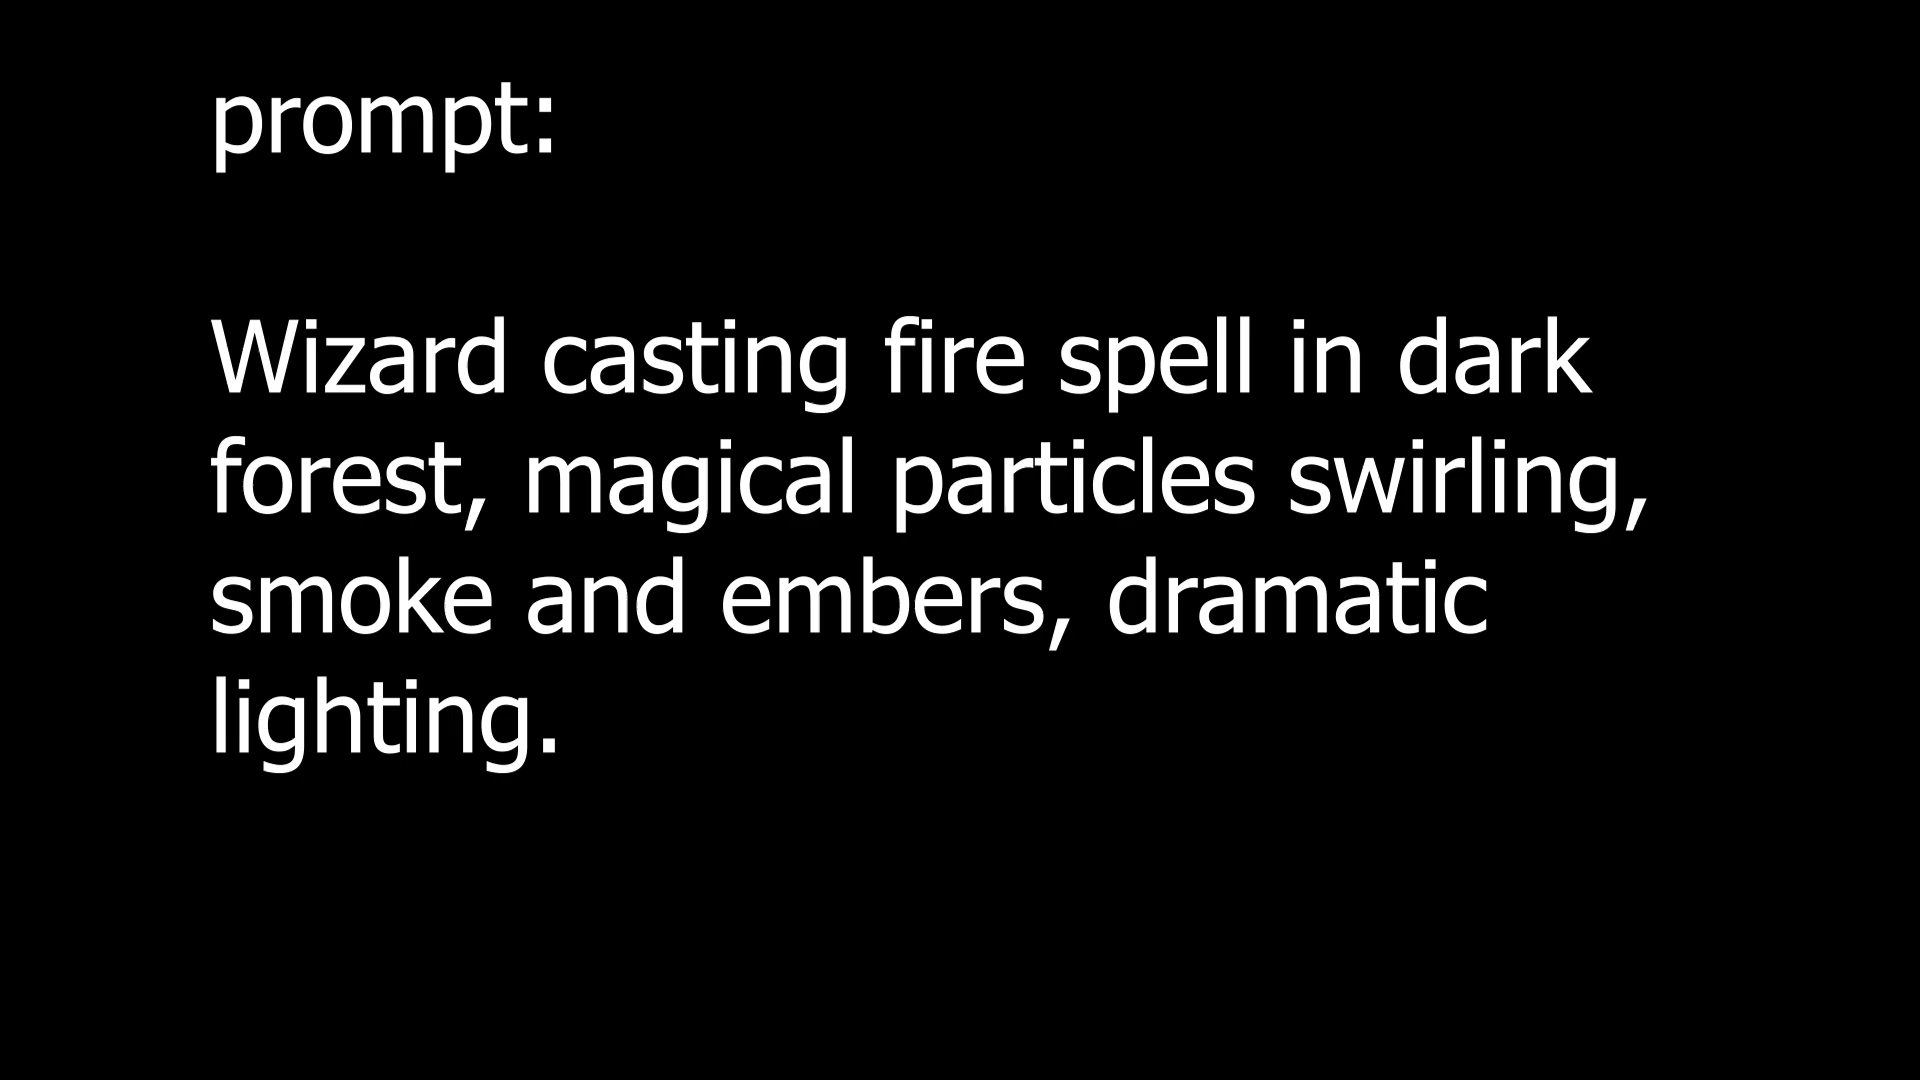 prompt:
Wizard casting fire spell in dark
forest, magical particles swirling,
smoke and embers, dramatic
lighting.